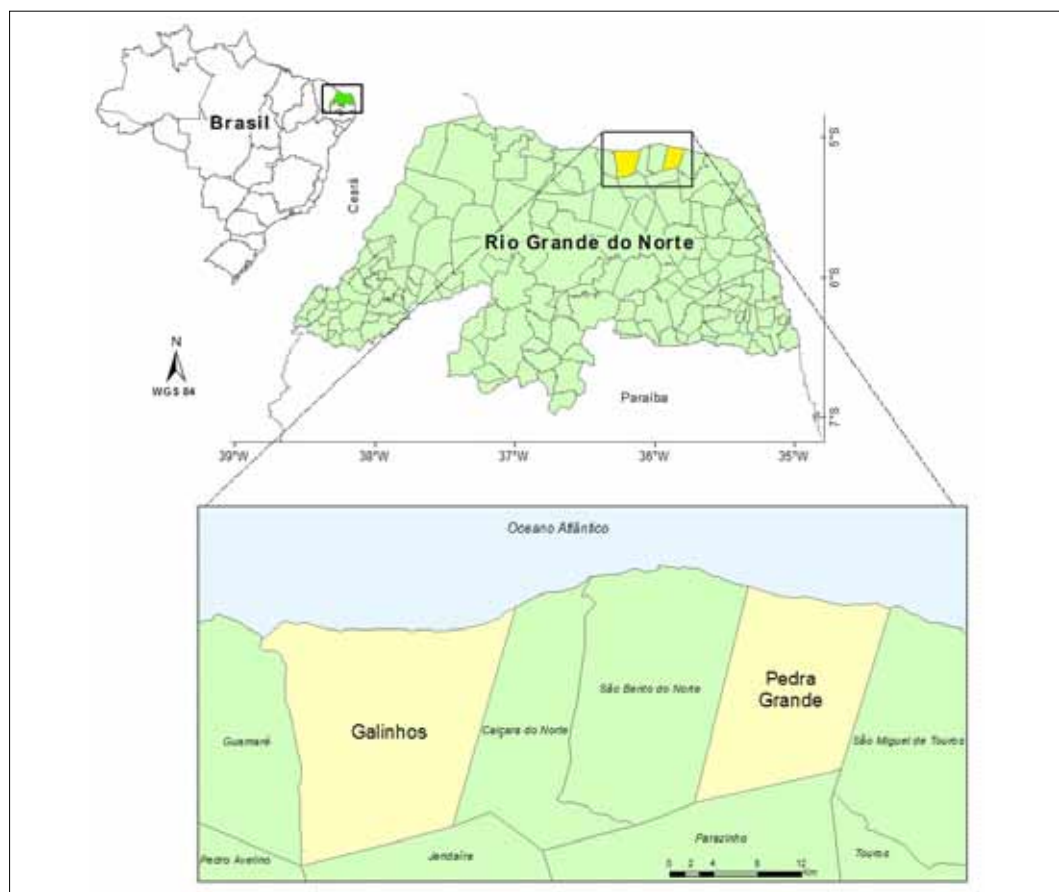 Brasil
Ceará
Rio Grande do Norte
5°S
6°S
7°S
N
WGS 84
Paraíba
39°W
38°W
37°W
36°W
35°W
Oceano Atlântico
Pedra
Grande
São Bento do Norte
Galinhos
Caiçara do Norte
Guamaré
São Miguel de Touros
Pedro Avelino
Jandaíra
Parazinho
Touros
0 2 4 8 12
Km